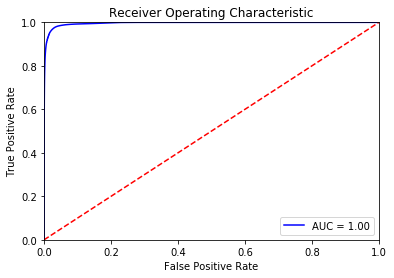 Receiver Operating Characteristic
1.0
0.8
0.6
0.4
0.2
0.0
True Positive Rate
AUC = 1.00
0.0 0.2 0.4 0.6 0.8 1.0
False Positive Rate